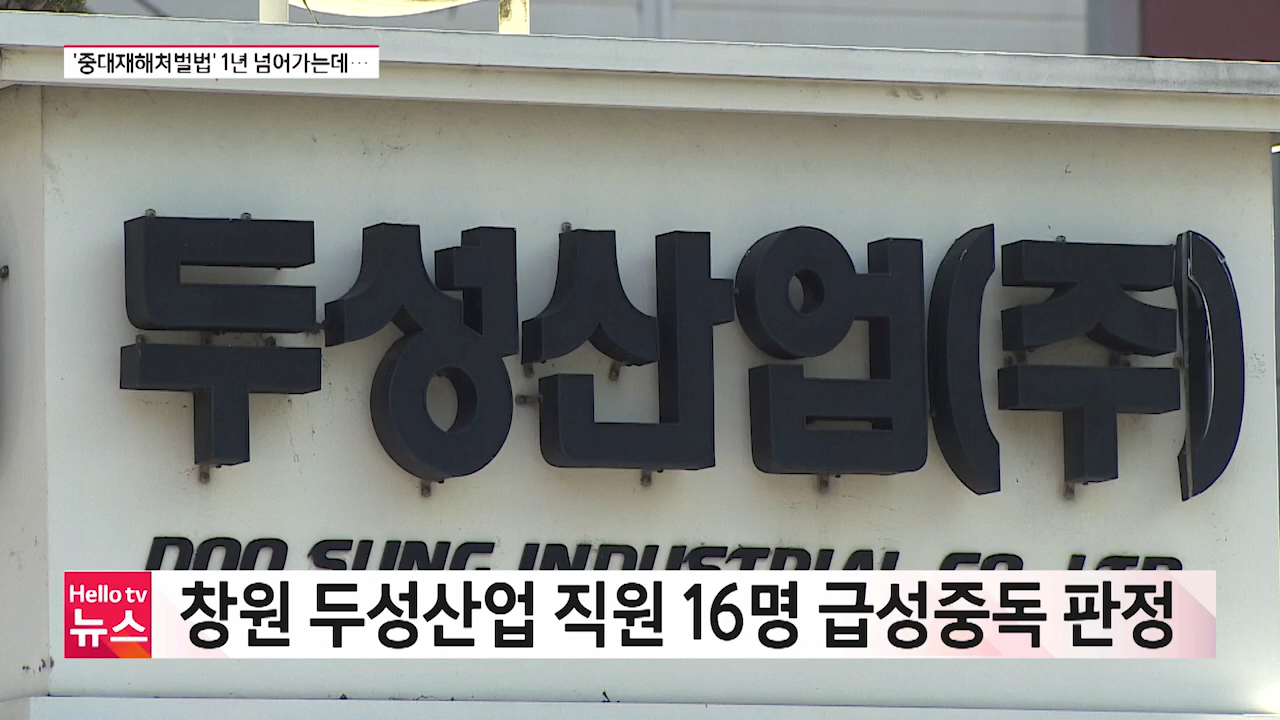 '중대재해처벌법' 1년 넘어가는데…
두성산업(주)
DOO SUNG INDUSTRIAL CO., LTD.
Hello tv
뉴스
창원 두성산업 직원 16명 급성중독 판정